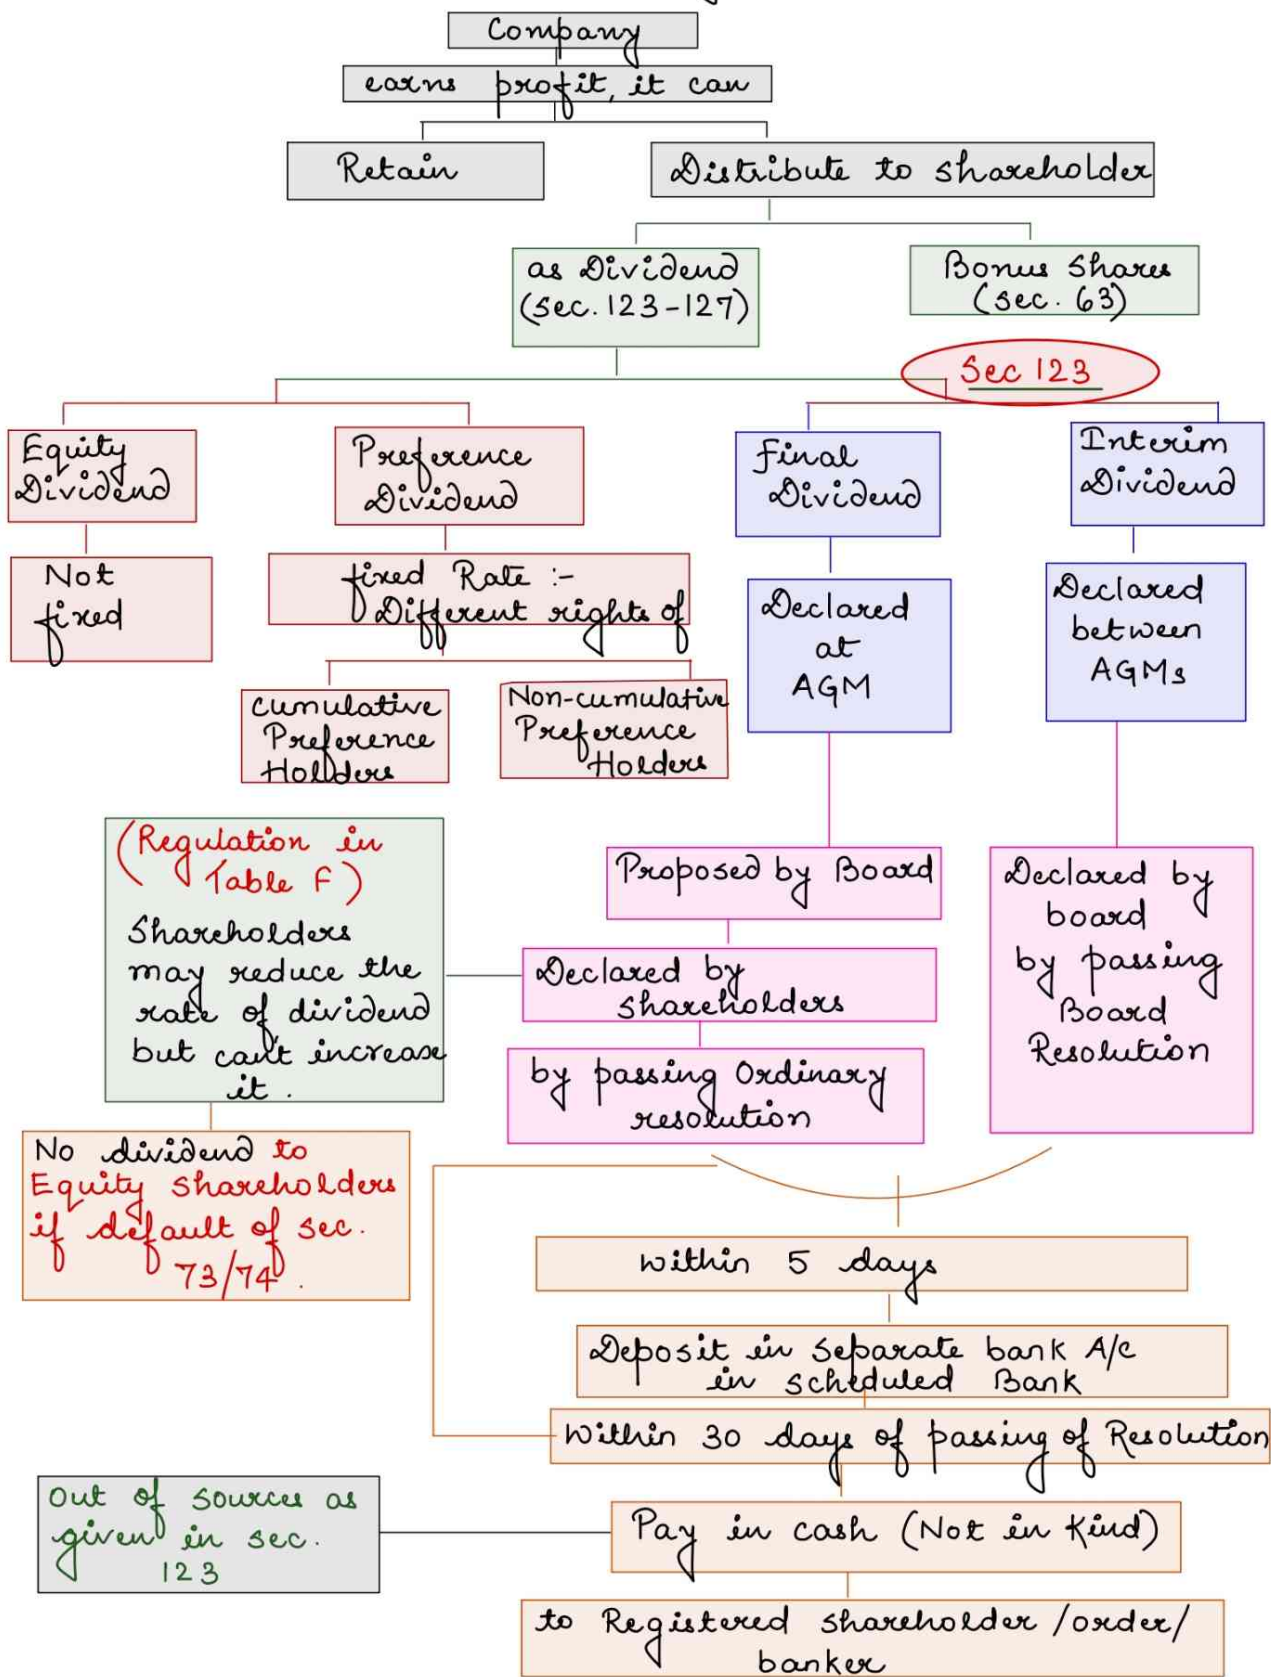 Company
earns profit, it can
Retain
Distribute to shareholder
as Dividend
(sec. 123-127)
Bonus shares
(sec. 63)
Sec 123
Equity
Dividend
Preference
Dividend
Final
Dividend
Interim
Dividend
Not
fixed
fixed Rate :-
Different rights of
Declared
at
AGM
Declared
between
AGMs
cumulative
Preference
Holders
Non-cumulative
Preference
Holders
(Regulation in
Table F)
Shareholders
may reduce the
rate of dividend
but can't increase
it.
Proposed by Board
Declared by
shareholders
by passing Ordinary
resolution
Declared by
board
by passing
Board
Resolution
No dividend to
Equity shareholders
if default of sec.
73/74.
within 5 days
Deposit in separate bank A/c
in scheduled Bank
within 30 days of passing of Resolution
Out of sources as
given in sec.
123
Pay in cash (Not in Kind)
to Registered shareholder /order/
banker